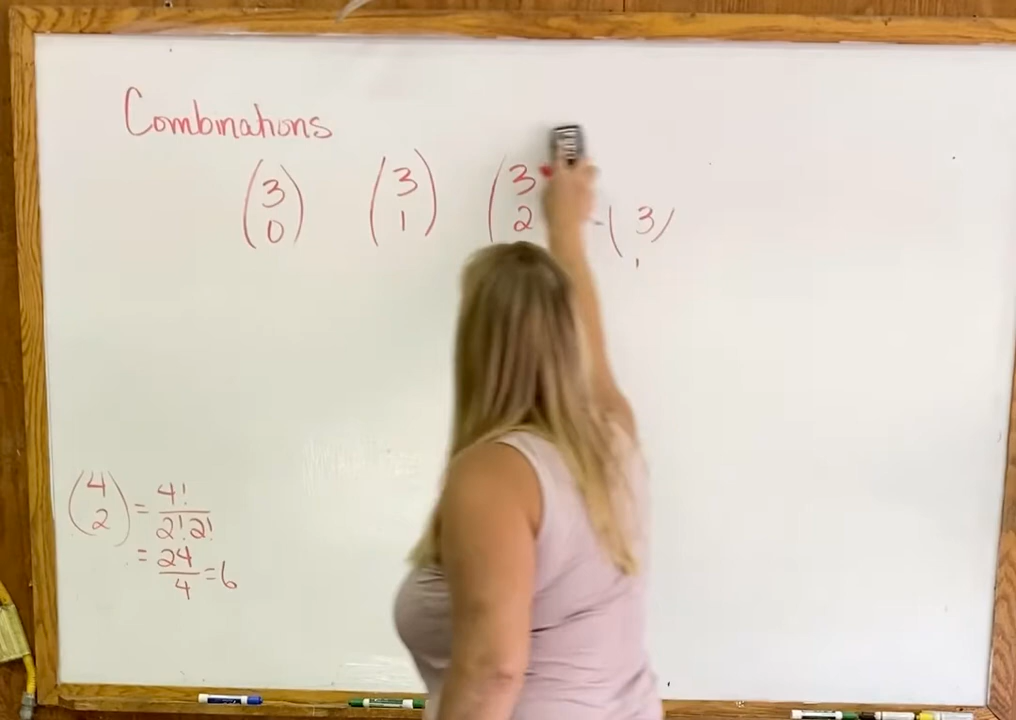 Combinations
(3 0) (3 1) (3 2 (3)
(4 2) = 4! / 2!2!
= 24 / 4 = 6